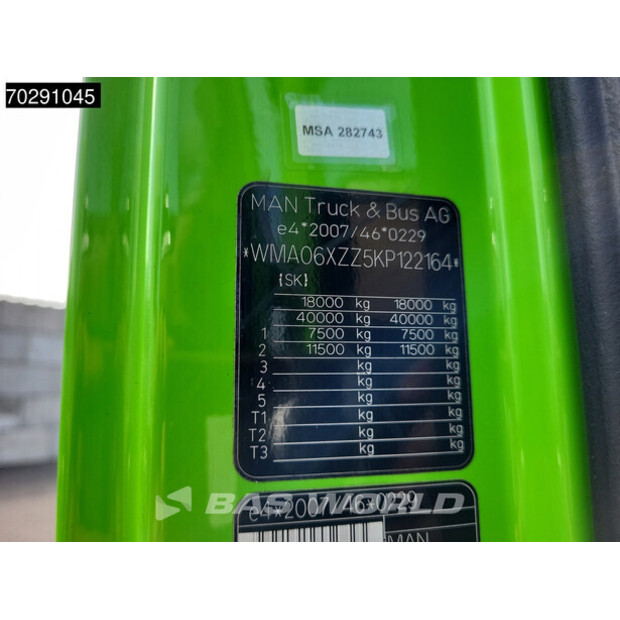 70291045
MSA 282743
MAN Truck & Bus AG
e4*2007/46*0229
*WMA06XZZ5KP122164*
(SK)
18000 kg 18000 kg
40000 kg 40000 kg
1 7500 kg 7500 kg
2 11500 kg 11500 kg
3 kg kg
4 kg kg
5 kg kg
T1 kg kg
T2 kg kg
T3 kg kg
BAS WORLD
e4*2007/46*0229
MAN